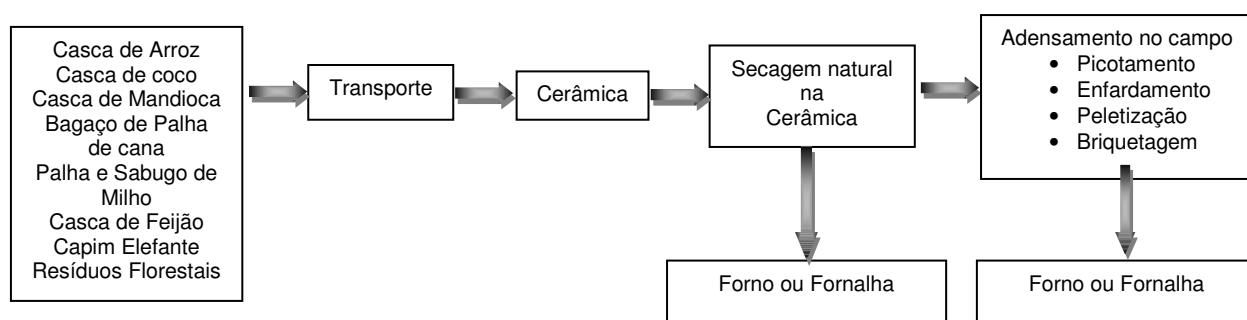 Casca de Arroz
Casca de coco
Casca de Mandioca
Bagaço de Palha
de cana
Palha e Sabugo de
Milho
Casca de Feijão
Capim Elefante
Resíduos Florestais
Transporte
Cerâmica
Secagem natural
na
Cerâmica
Adensamento no campo
• Picotamento
• Enfardamento
• Peletização
• Briquetagem
Forno ou Fornalha
Forno ou Fornalha